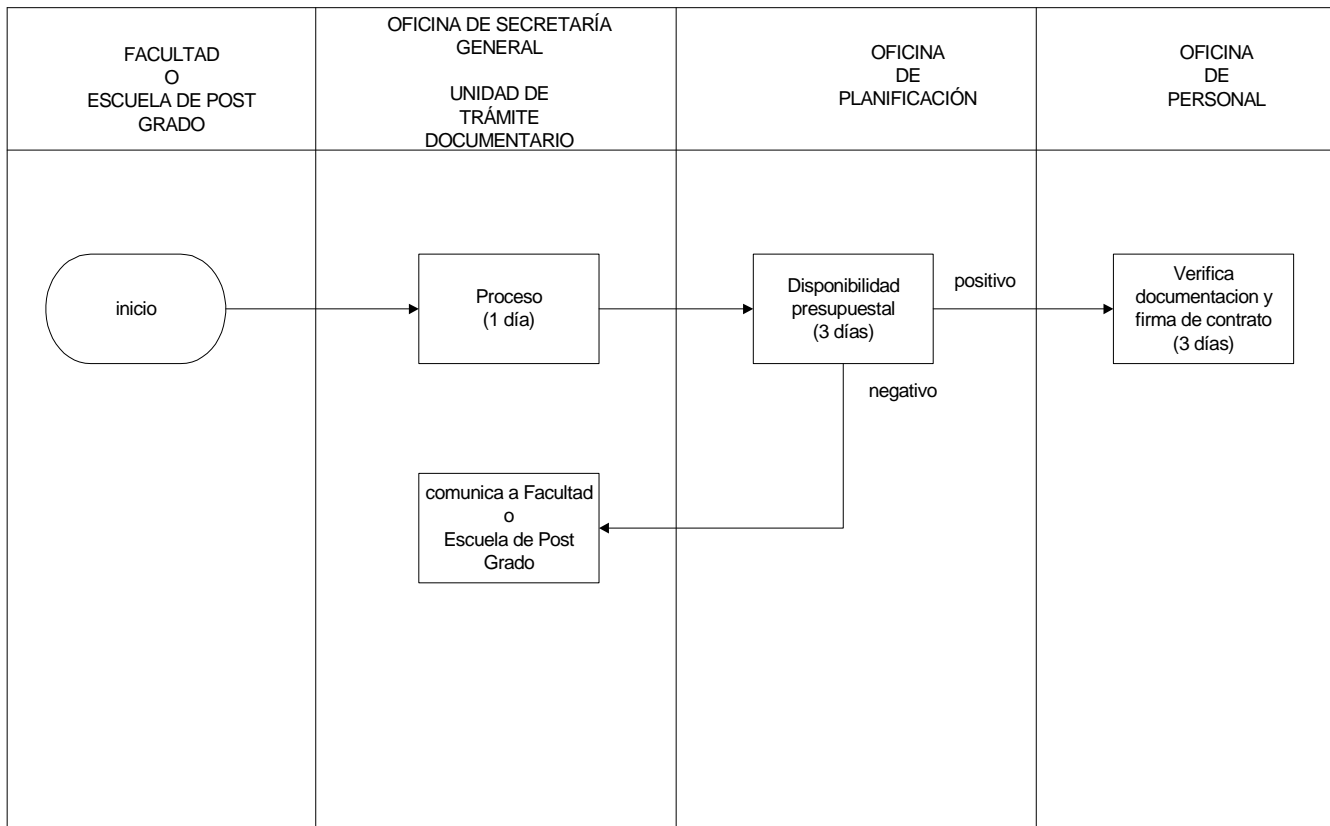 FACULTAD
O
ESCUELA DE POST
GRADO
OFICINA DE SECRETARÍA
GENERAL
UNIDAD DE
TRÁMITE
DOCUMENTARIO
OFICINA
DE
PLANIFICACIÓN
OFICINA
DE
PERSONAL
inicio
Proceso
(1 día)
Disponibilidad
presupuestal
(3 días)
positivo
Verifica
documentacion y
firma de contrato
(3 días)
negativo
comunica a Facultad
o
Escuela de Post
Grado